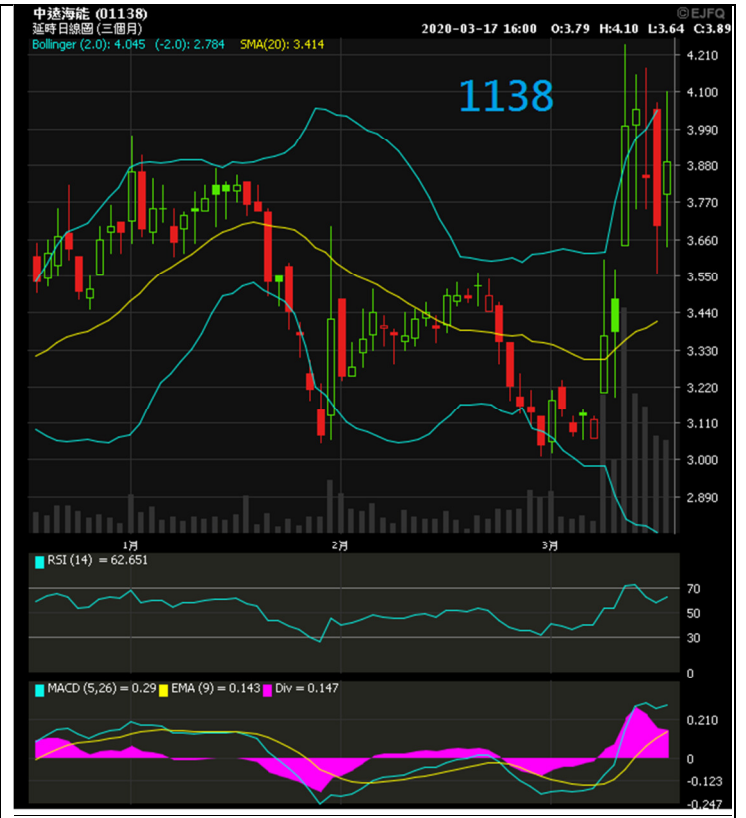 中遠海能 (01138)
©EJFQ
延時日線圖 (三個月)
2020-03-17 16:00 O:3.79 H:4.10 L:3.64 C:3.89
Bollinger (2.0): 4.045 (-2.0): 2.784 SMA(20): 3.414
1138
4.210
4.100
3.990
3.880
3.770
3.660
3.550
3.440
3.330
3.220
3.110
3.000
2.890
1月 2月 3月
RSI (14) = 62.651
70
50
30
0
MACD (5,26) = 0.29 EMA (9) = 0.143 Div = 0.147
0.210
0
-0.123
-0.247